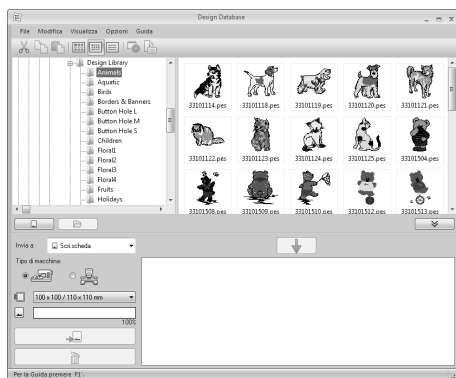 Design Database
File Modifica Visualizza Opzioni Guida
Design Library
Animals
Aquatic
Birds
Borders & Banners
Button Hole L
Button Hole M
Button Hole S
Children
Floral1
Floral2
Floral3
Floral4
Fruits
Holidays
33101114.pes 33101118.pes 33101119.pes 33101120.pes 33101121.pes
33101122.pes 33101123.pes 33101124.pes 33101125.pes 33101504.pes
33101508.pes 33101509.pes 33101510.pes 33101512.pes 33101513.pes
Invia a: Scri. scheda
Tipo di macchina:
100 x 100 / 110 x 110 mm
100%
Per la Guida premere 'F1'.